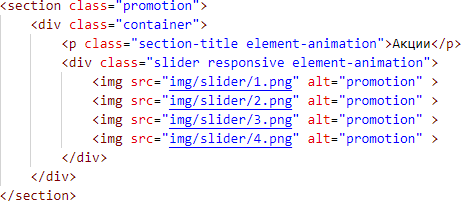 <section class="promotion">
<div class="container">
<p class="section-title element-animation">Акции</p>
<div class="slider responsive element-animation">
<img src="img/slider/1.png" alt="promotion" >
<img src="img/slider/2.png" alt="promotion" >
<img src="img/slider/3.png" alt="promotion" >
<img src="img/slider/4.png" alt="promotion" >
</div>
</div>
</section>